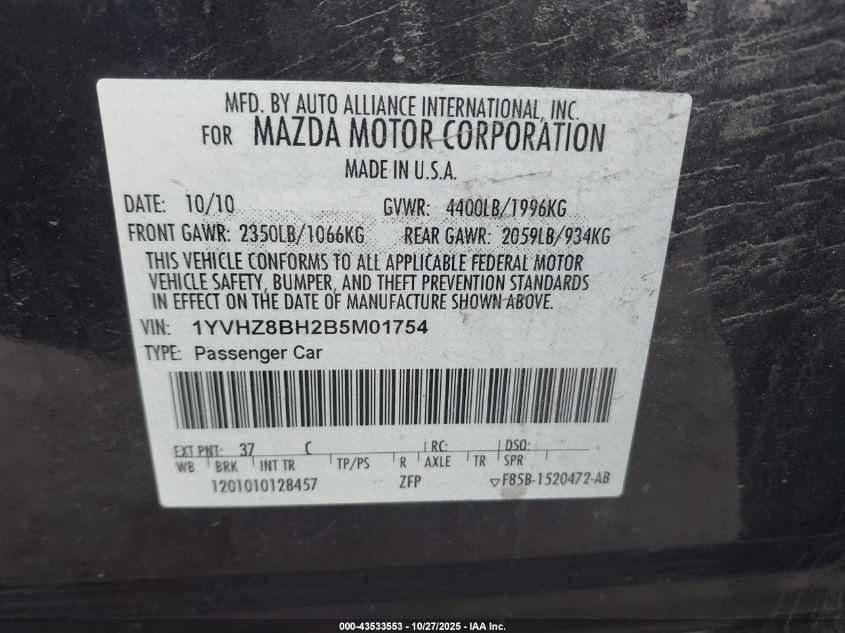 MFD. BY AUTO ALLIANCE INTERNATIONAL, INC.
FOR MAZDA MOTOR CORPORATION
MADE IN U.S.A.
DATE: 10/10 GVWR: 4400LB/1996KG
FRONT GAWR: 2350LB/1066KG REAR GAWR: 2059LB/934KG
THIS VEHICLE CONFORMS TO ALL APPLICABLE FEDERAL MOTOR
VEHICLE SAFETY, BUMPER, AND THEFT PREVENTION STANDARDS
IN EFFECT ON THE DATE OF MANUFACTURE SHOWN ABOVE.
VIN: 1YVHZ8BH2B5M01754
TYPE: Passenger Car
EXT PNT: 37 C RC: DSO:
WB BRK INT TR TP/PS R AXLE TR SPR
1201010128457 ZFP F85B-1520472-AB
000-43533553 - 10/27/2025 - IAA Inc.